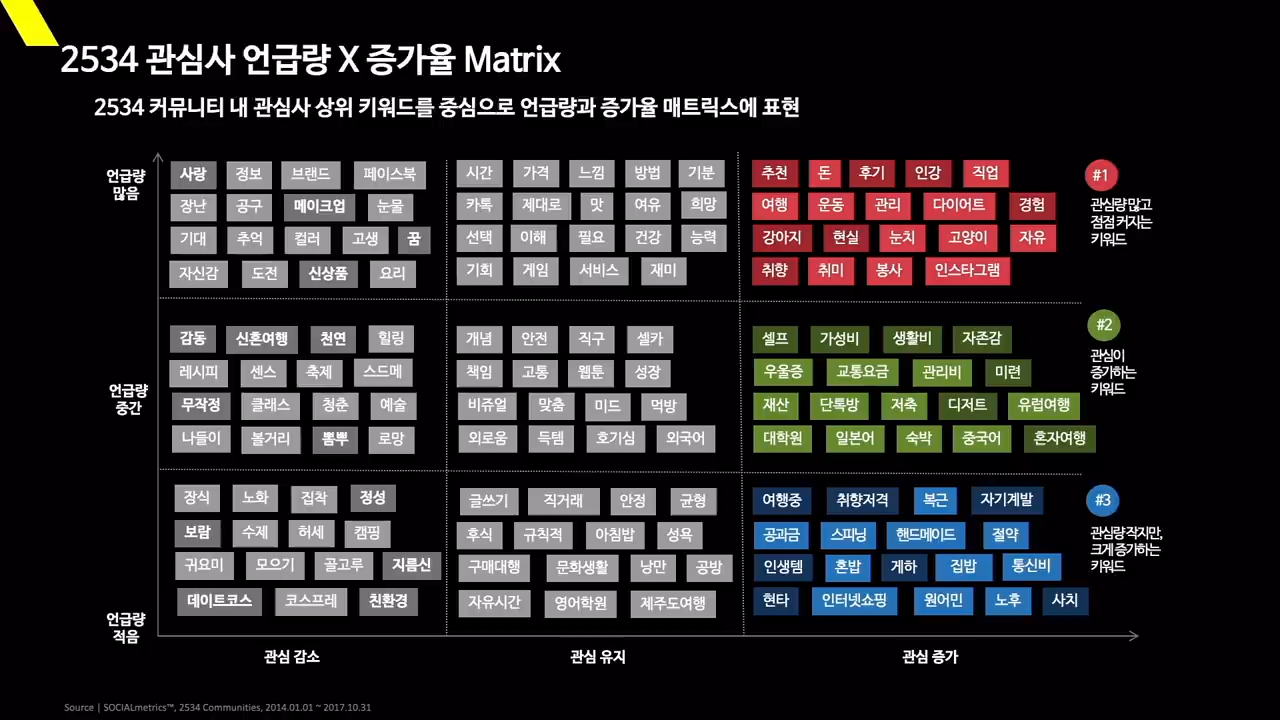 2534 관심사 언급량 X 증가율 Matrix
2534 커뮤니티 내 관심사 상위 키워드를 중심으로 언급량과 증가율 매트릭스에 표현
언급량
많음
사랑 정보 브랜드 페이스북
장난 공구 메이크업 눈물
기대 추억 컬러 고생 꿈
자신감 도전 신상품 요리
시간 가격 느낌 방법 기분
카톡 제대로 맛 여유 희망
선택 이해 필요 건강 능력
기회 게임 서비스 재미
추천 돈 후기 인강 직업
여행 운동 관리 다이어트 경험
강아지 현실 눈치 고양이 자유
취향 취미 봉사 인스타그램
#1
관심량 많고
점점 커지는
키워드
언급량
중간
감동 신혼여행 천연 힐링
레시피 센스 축제 스드메
무작정 클래스 청춘 예술
나들이 볼거리 뽐뿌 로망
개념 안전 직구 셀카
책임 고통 웹툰 성장
비쥬얼 맞춤 미드 먹방
외로움 득템 호기심 외국어
셀프 가성비 생활비 자존감
우울증 교통요금 관리비 미련
재산 단톡방 저축 디저트 유럽여행
대학원 일본어 숙박 중국어 혼자여행
#2
관심이
증가하는
키워드
언급량
적음
장식 노화 집착 정성
보람 수제 허세 캠핑
귀요미 모으기 골고루 지름신
데이트코스 코스프레 친환경
글쓰기 직거래 안정 균형
후식 규칙적 아침밥 성욕
구매대행 문화생활 낭만 공방
자유시간 영어학원 제주도여행
여행중 취향저격 복근 자기계발
공과금 스피닝 핸드메이드 절약
인생템 혼밥 게하 집밥 통신비
현타 인터넷쇼핑 원어민 노후 사치
#3
관심량 작지만,
크게 증가하는
키워드
관심 감소 관심 유지 관심 증가
Source | SOCIALmetrics™, 2534 Communities, 2014.01.01 ~ 2017.10.31